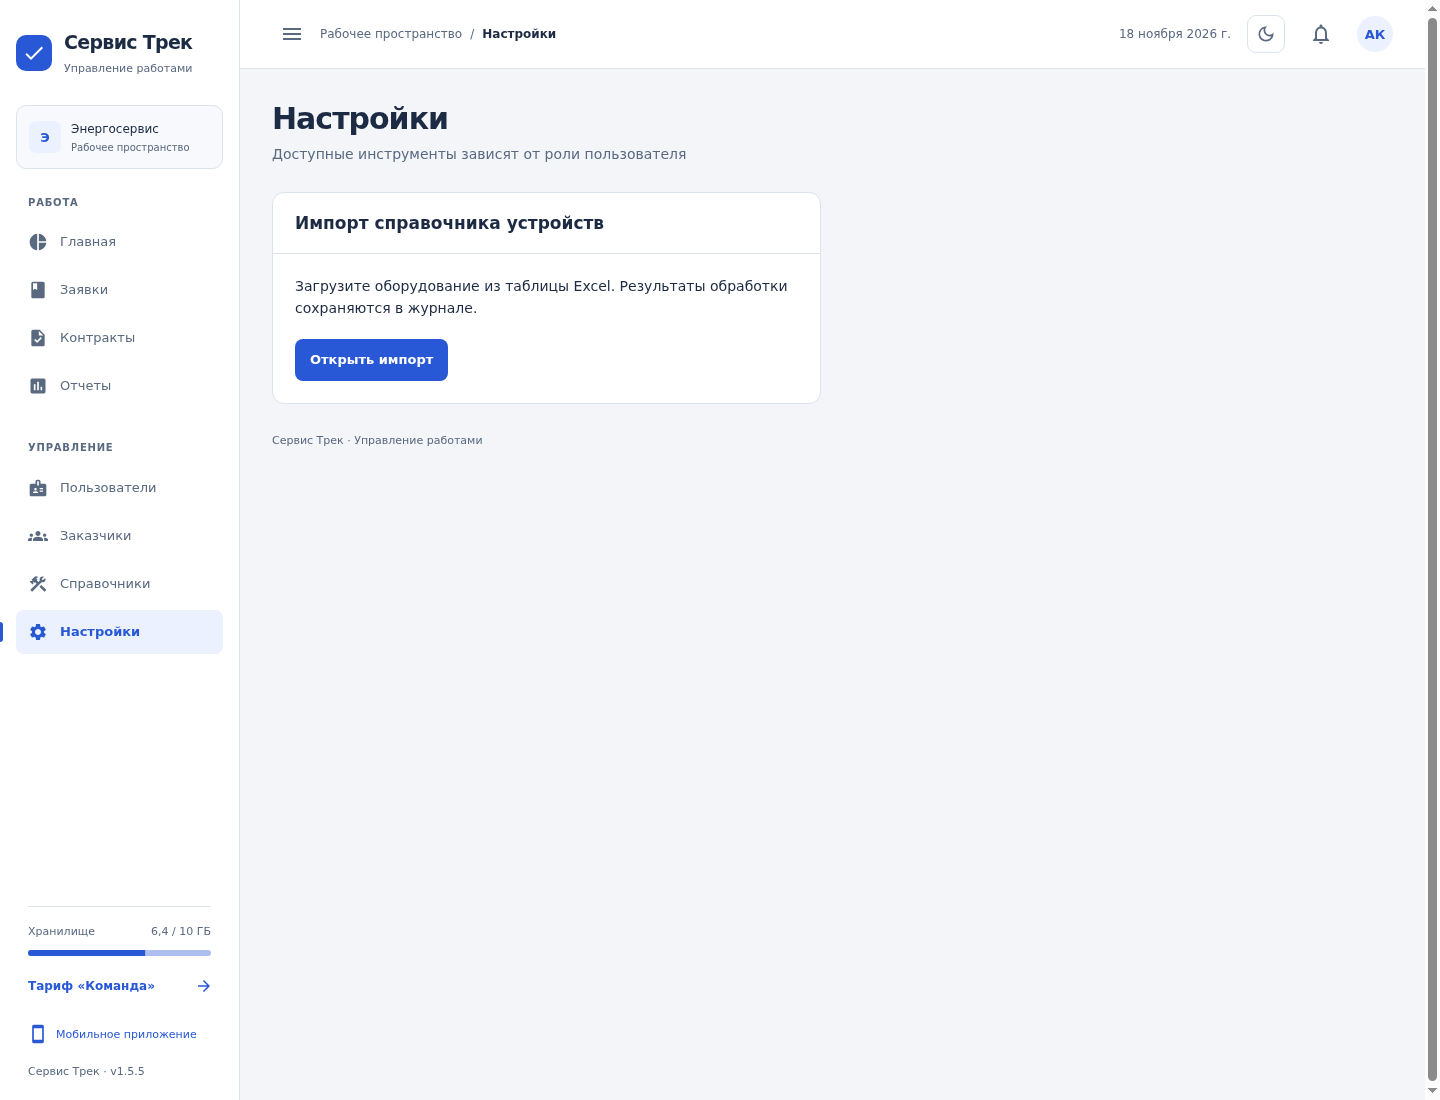 Сервис Трек
Управление работами
Э
Энергосервис
Рабочее пространство
РАБОТА
Главная
Заявки
Контракты
Отчеты
УПРАВЛЕНИЕ
Пользователи
Заказчики
Справочники
Настройки
Хранилище 6,4 / 10 ГБ
Тариф «Команда»
Мобильное приложение
Сервис Трек · v1.5.5
Рабочее пространство / Настройки
18 ноября 2026 г.
АК
Настройки
Доступные инструменты зависят от роли пользователя
Импорт справочника устройств
Загрузите оборудование из таблицы Excel. Результаты обработки
сохраняются в журнале.
Открыть импорт
Сервис Трек · Управление работами